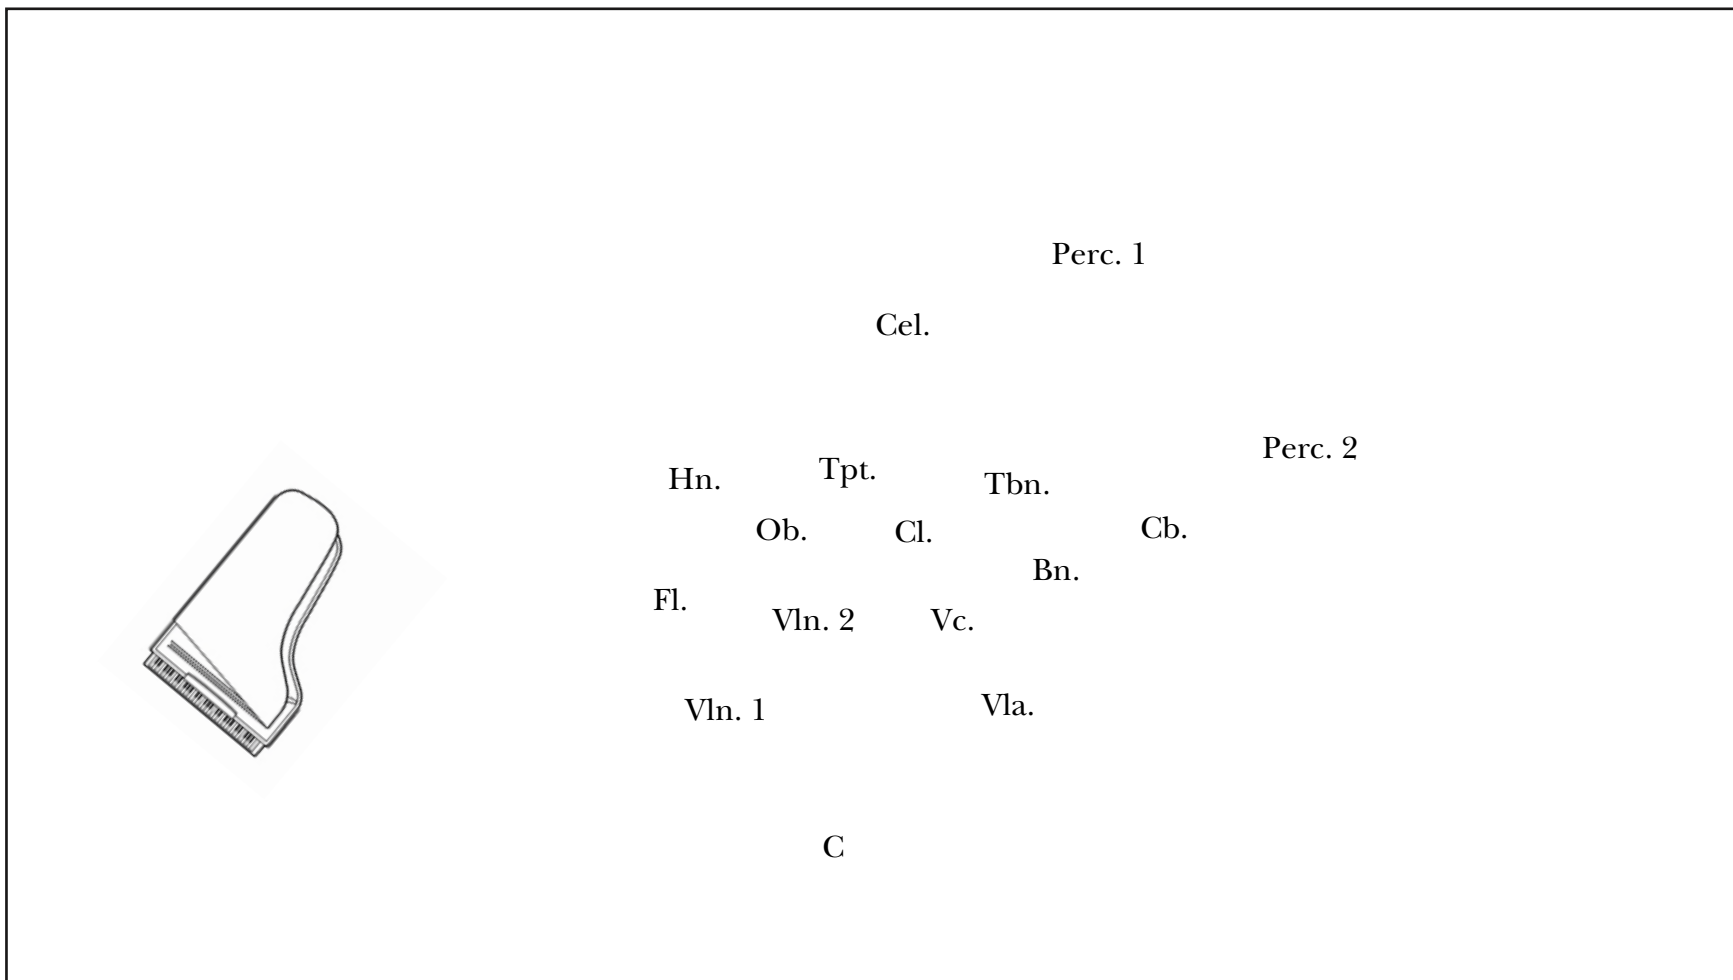 Perc. 1
Cel.
Perc. 2
Hn.
Tpt.
Tbn.
Ob.
Cl.
Cb.
Bn.
Fl.
Vln. 2
Vc.
Vln. 1
Vla.
C